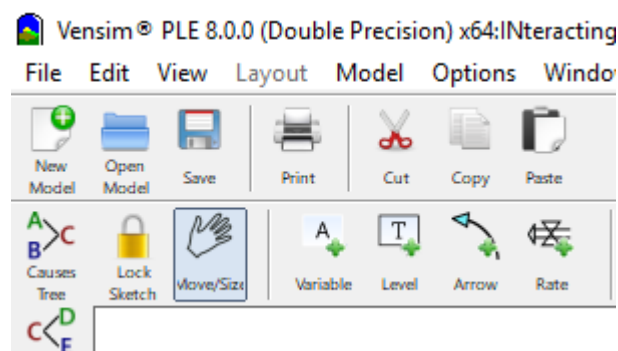 Vensim® PLE 8.0.0 (Double Precision) x64:INteracting
File Edit View Layout Model Options Windo
New Model Open Model Save Print Cut Copy Paste
A B C
Causes Tree Lock Sketch Move/Size A Variable T Level Arrow Rate
C D E